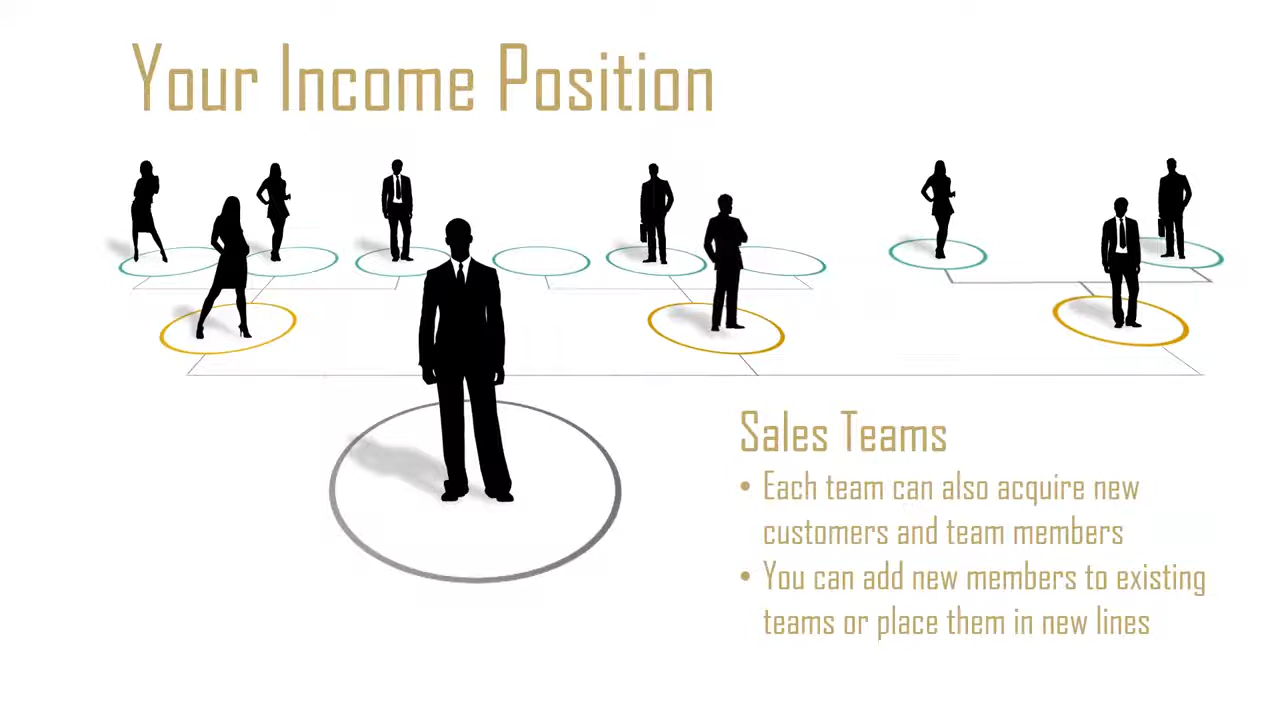 Your Income Position
Sales Teams
• Each team can also acquire new
customers and team members
• You can add new members to existing
teams or place them in new lines